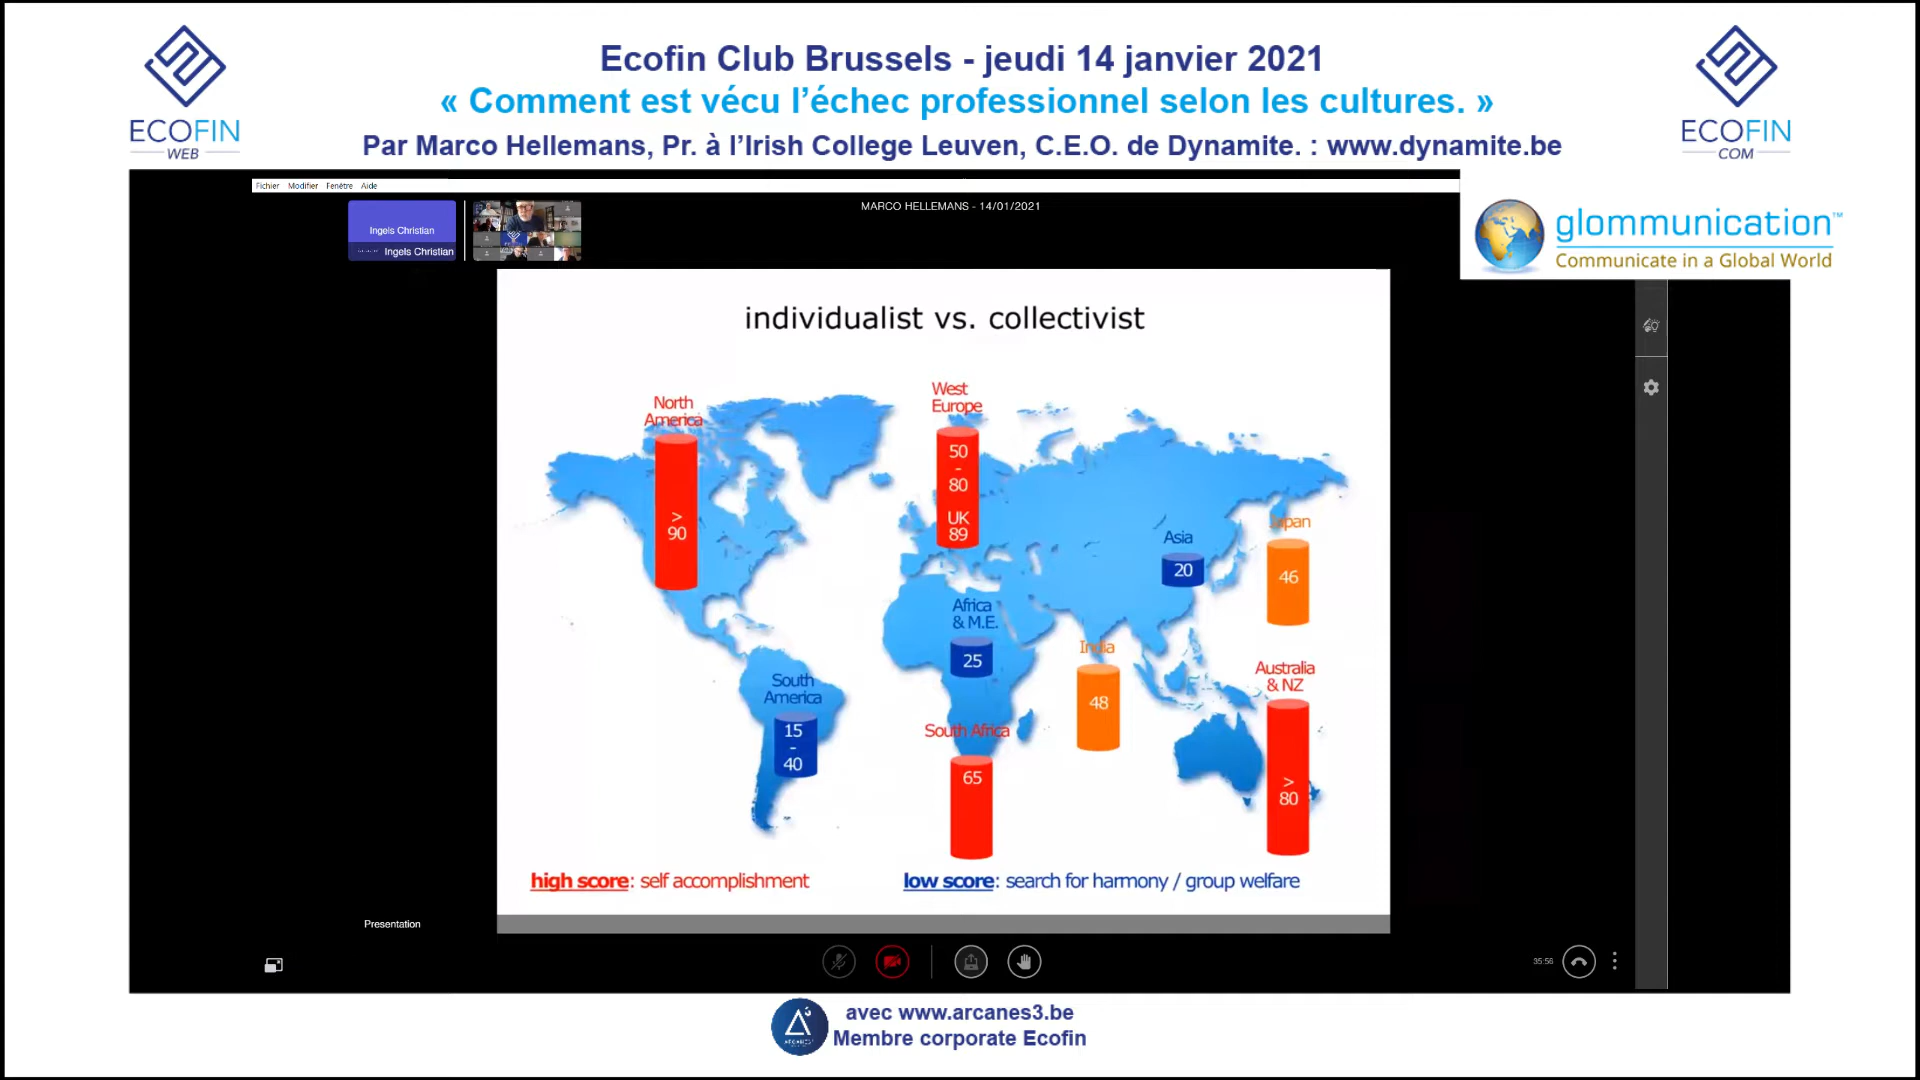 Ecofin Club Brussels - jeudi 14 janvier 2021
« Comment est vécu l’échec professionnel selon les cultures. »
Par Marco Hellemans, Pr. à l’Irish College Leuven, C.E.O. de Dynamite. : www.dynamite.be
ECOFIN
WEB
ECOFIN
COM
Fichier Modifier Fenêtre Aide
MARCO HELLEMANS - 14/01/2021
Ingels Christian
Ingels Christian
glommunication™
Communicate in a Global World
individualist vs. collectivist
North
America
>
90
West
Europe
50
-
80
UK
89
Asia
20
Japan
46
Africa
& M.E.
25
India
48
South
America
15
-
40
South Africa
65
Australia
& NZ
>
80
high score: self accomplishment
low score: search for harmony / group welfare
Presentation
35:56
avec www.arcanes3.be
Membre corporate Ecofin